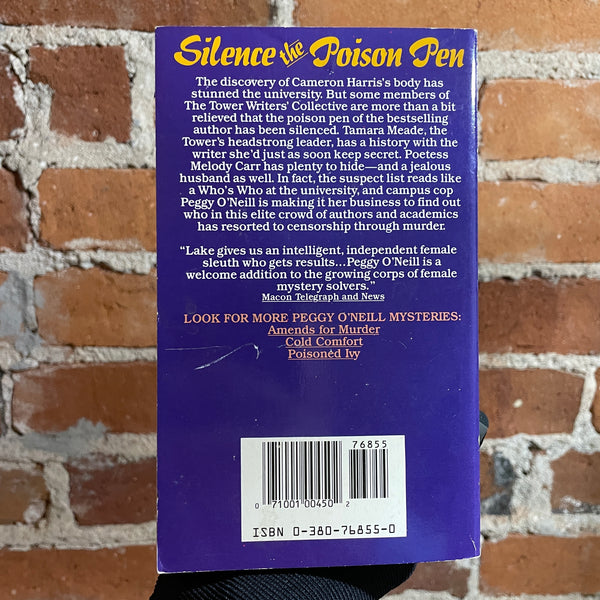 Silence the Poison Pen
The discovery of Cameron Harris's body has
stunned the university. But some members of
The Tower Writers' Collective are more than a bit
relieved that the poison pen of the bestselling
author has been silenced. Tamara Meade, the
Tower's headstrong leader, has a history with the
writer she'd just as soon keep secret. Poetess
Melody Carr has plenty to hide—and a jealous
husband as well. In fact, the suspect list reads like
a Who's Who at the university, and campus cop
Peggy O'Neill is making it her business to find out
who in this elite crowd of authors and academics
has resorted to censorship through murder.
“Lake gives us an intelligent, independent female
sleuth who gets results...Peggy O'Neill is a
welcome addition to the growing corps of female
mystery solvers.”
Macon Telegraph and News
LOOK FOR MORE PEGGY O'NEILL MYSTERIES:
Amends for Murder
Cold Comfort
Poisoned Ivy
76855
0 71001 00450 2
ISBN 0-380-76855-0